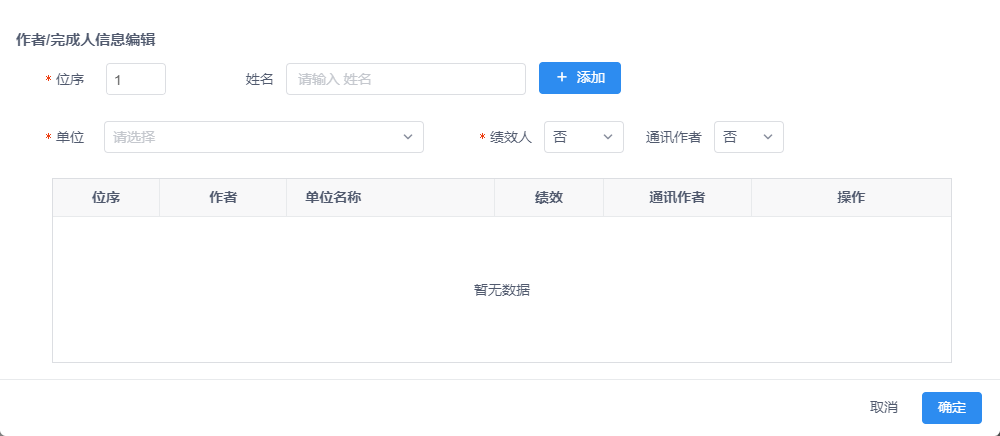 作者/完成人信息编辑
* 位序 1 姓名 请输入 姓名 + 添加
* 单位 请选择 * 绩效人 否 通讯作者 否
位序 作者 单位名称 绩效 通讯作者 操作
暂无数据
取消 确定